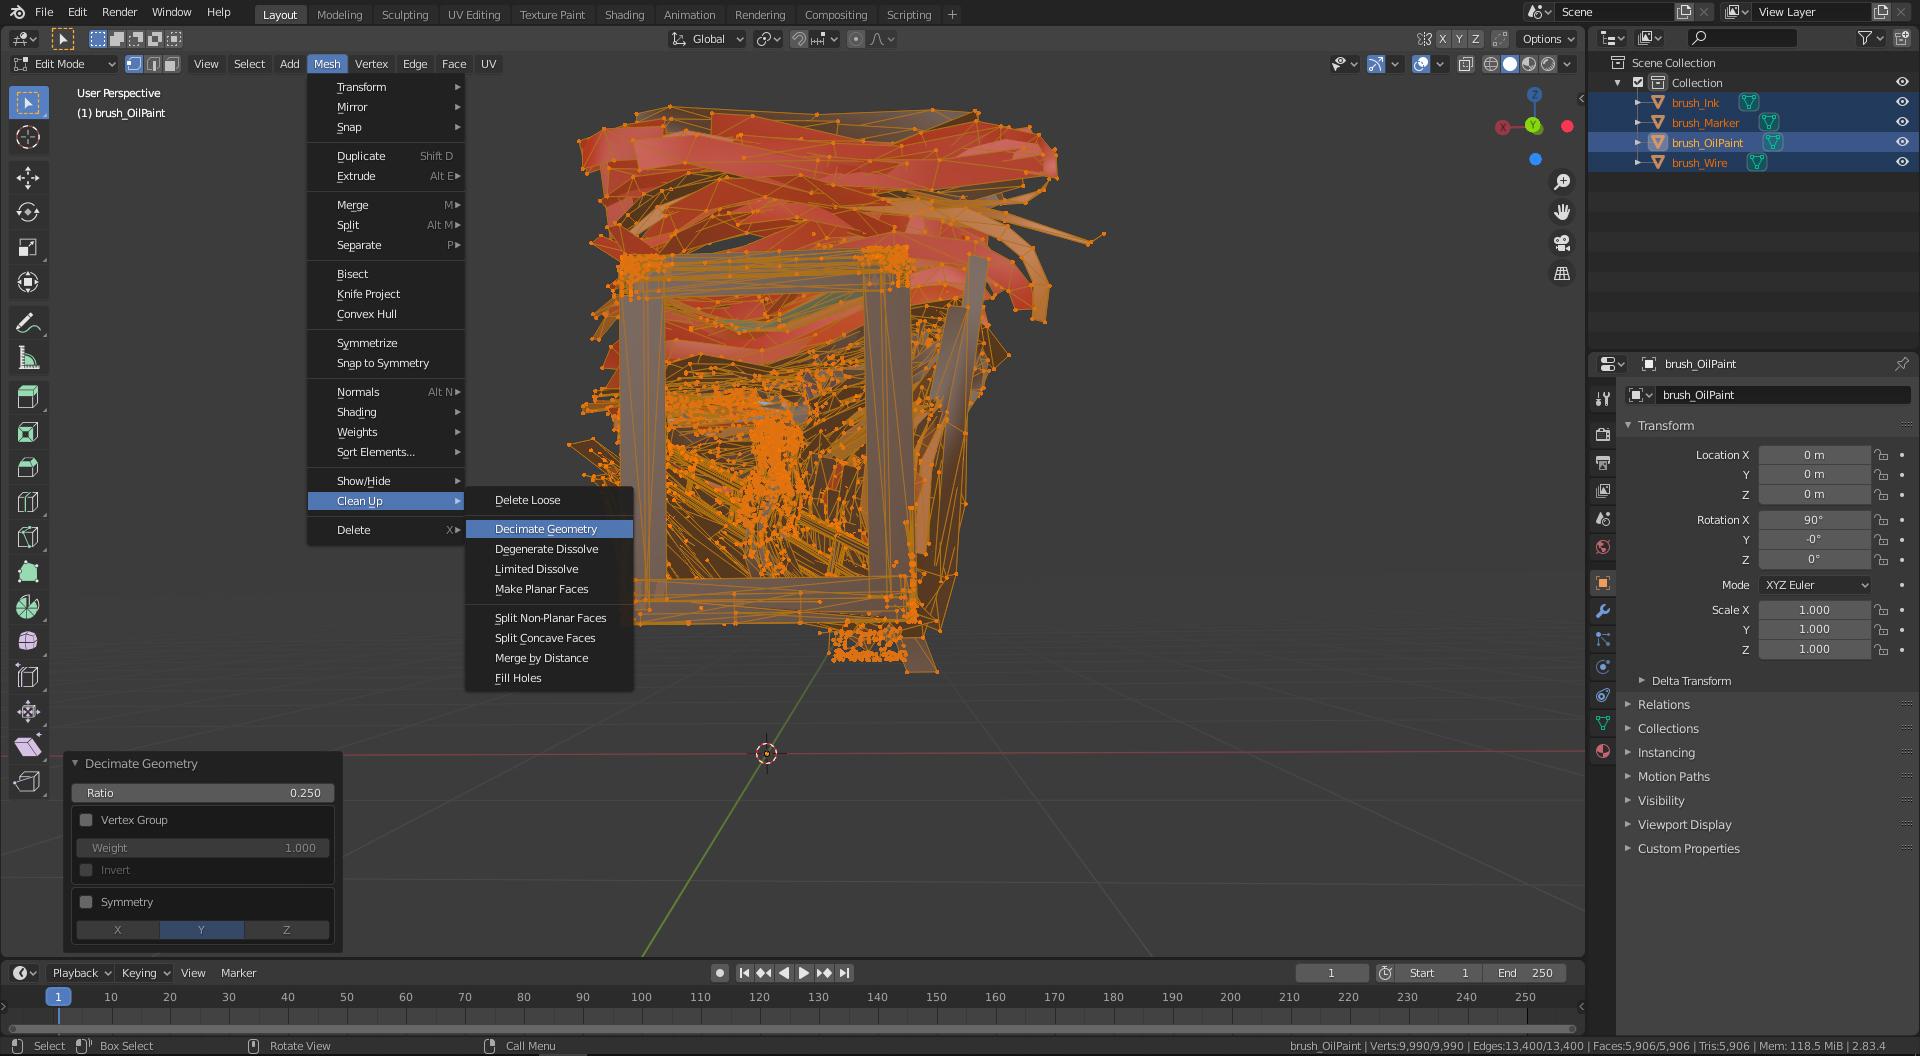 File Edit Render Window Help Layout Modeling Sculpting UV Editing Texture Paint Shading Animation Rendering Compositing Scripting + Scene View Layer
Global X Y Z Options
Edit Mode View Select Add Mesh Vertex Edge Face UV
User Perspective
(1) brush_OilPaint
Transform
Mirror
Snap
Duplicate Shift D
Extrude Alt E
Merge M
Split Alt M
Separate P
Bisect
Knife Project
Convex Hull
Symmetrize
Snap to Symmetry
Normals Alt N
Shading
Weights
Sort Elements...
Show/Hide
Clean Up
Delete X
Delete Loose
Decimate Geometry
Degenerate Dissolve
Limited Dissolve
Make Planar Faces
Split Non-Planar Faces
Split Concave Faces
Merge by Distance
Fill Holes
Z
X
Y
Scene Collection
Collection
brush_Ink
brush_Marker
brush_OilPaint
brush_Wire
brush_OilPaint
brush_OilPaint
Transform
Location X 0 m
Y 0 m
Z 0 m
Rotation X 90°
Y -0°
Z 0°
Mode XYZ Euler
Scale X 1.000
Y 1.000
Z 1.000
Delta Transform
Relations
Collections
Instancing
Motion Paths
Visibility
Viewport Display
Custom Properties
Decimate Geometry
Ratio 0.250
Vertex Group
Weight 1.000
Invert
Symmetry
X Y Z
Playback Keying View Marker 1 Start 1 End 250
1 10 20 30 40 50 60 70 80 90 100 110 120 130 140 150 160 170 180 190 200 210 220 230 240 250
Select Box Select Rotate View Call Menu brush_OilPaint | Verts:9,990/9,990 | Edges:13,400/13,400 | Faces:5,906/5,906 | Tris:5,906 | Mem: 118.5 MiB | 2.83.4